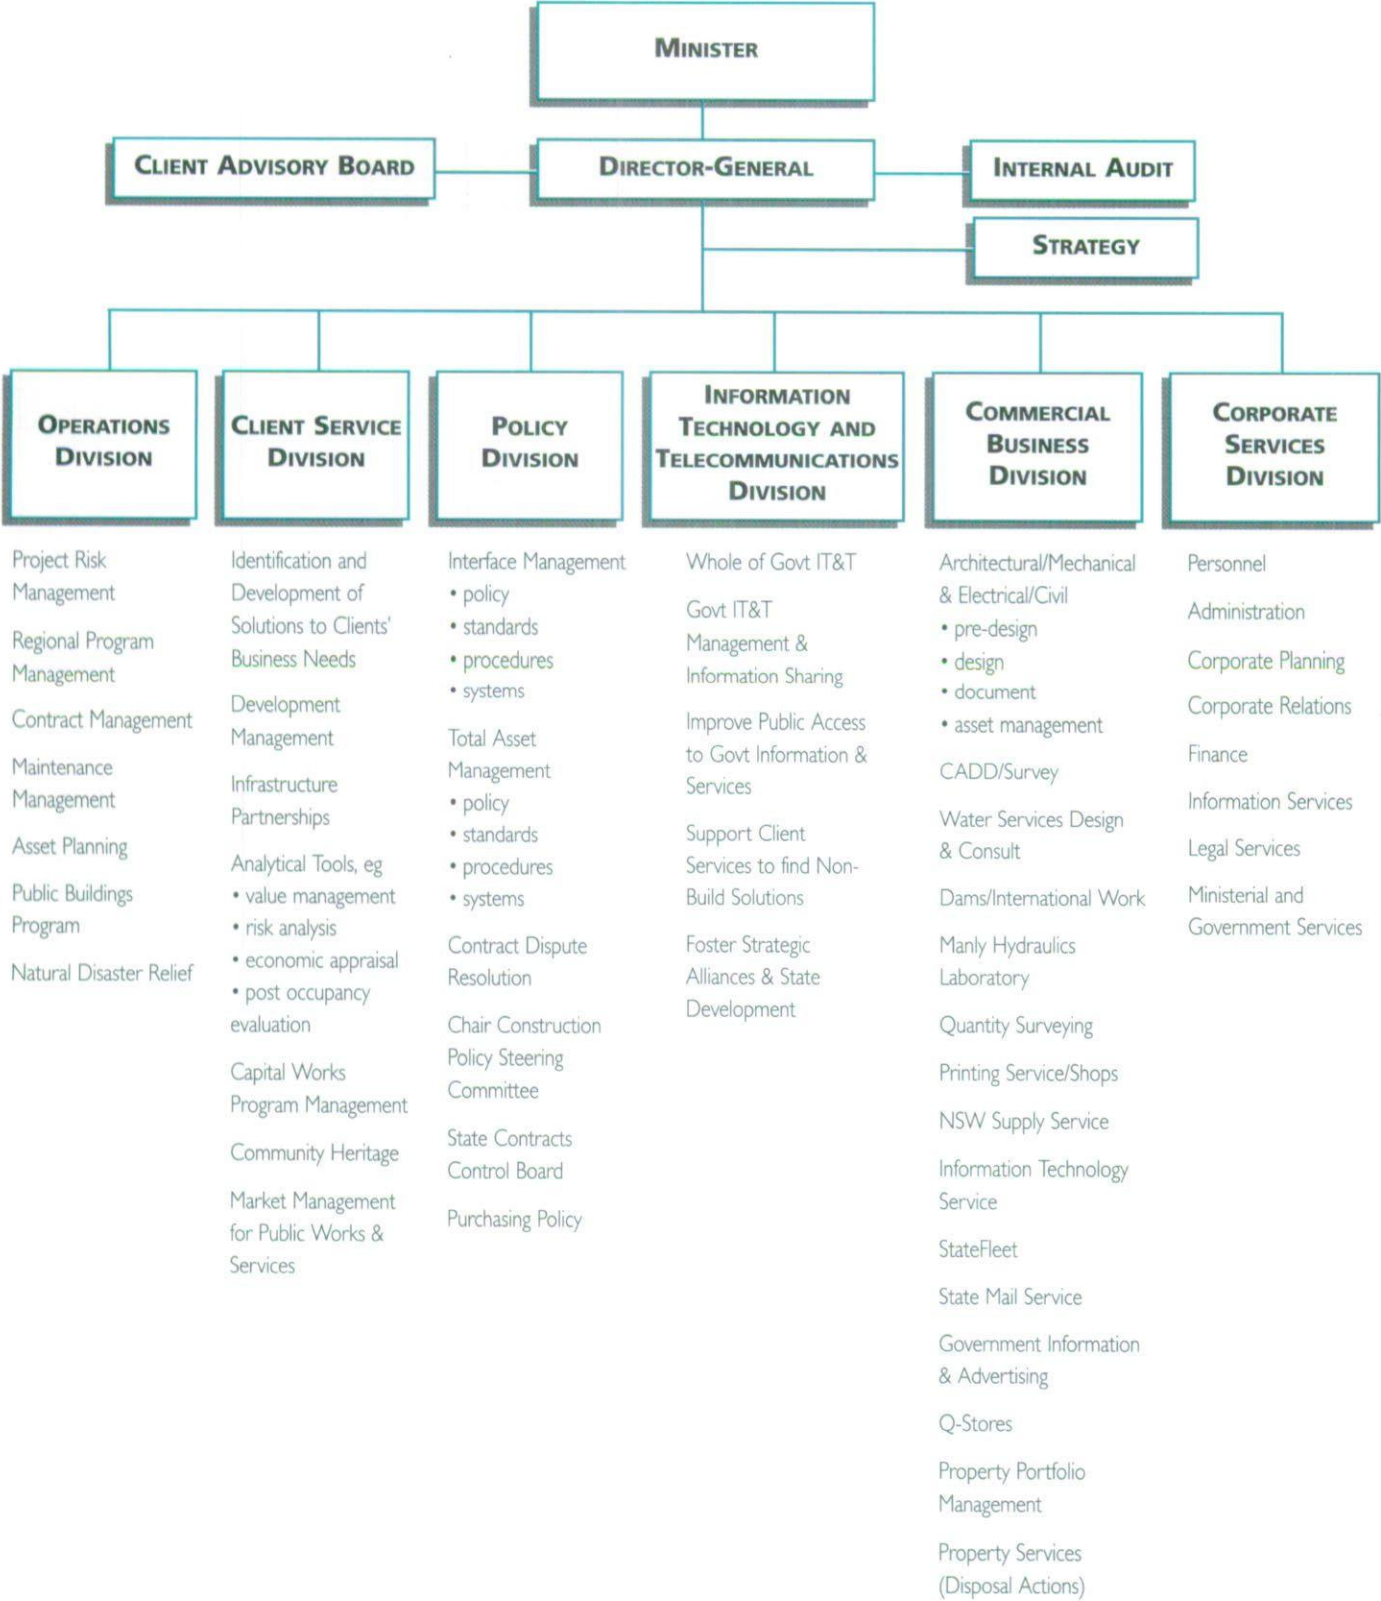 MINISTER
CLIENT ADVISORY BOARD
DIRECTOR-GENERAL
INTERNAL AUDIT
STRATEGY
OPERATIONS
DIVISION
CLIENT SERVICE
DIVISION
POLICY
DIVISION
INFORMATION
TECHNOLOGY AND
TELECOMMUNICATIONS
DIVISION
COMMERCIAL
BUSINESS
DIVISION
CORPORATE
SERVICES
DIVISION
Project Risk
Management
Regional Program
Management
Contract Management
Maintenance
Management
Asset Planning
Public Buildings
Program
Natural Disaster Relief
Identification and
Development of
Solutions to Clients'
Business Needs
Development
Management
Infrastructure
Partnerships
Analytical Tools, eg
• value management
• risk analysis
• economic appraisal
• post occupancy
evaluation
Capital Works
Program Management
Community Heritage
Market Management
for Public Works &
Services
Interface Management
• policy
• standards
• procedures
• systems
Total Asset
Management
• policy
• standards
• procedures
• systems
Contract Dispute
Resolution
Chair Construction
Policy Steering
Committee
State Contracts
Control Board
Purchasing Policy
Whole of Govt IT&T
Govt IT&T
Management &
Information Sharing
Improve Public Access
to Govt Information &
Services
Support Client
Services to find Non-
Build Solutions
Foster Strategic
Alliances & State
Development
Architectural/Mechanical
& Electrical/Civil
• pre-design
• design
• document
• asset management
CADD/Survey
Water Services Design
& Consult
Dams/International Work
Manly Hydraulics
Laboratory
Quantity Surveying
Printing Service/Shops
NSW Supply Service
Information Technology
Service
StateFleet
State Mail Service
Government Information
& Advertising
Q-Stores
Property Portfolio
Management
Property Services
(Disposal Actions)
Personnel
Administration
Corporate Planning
Corporate Relations
Finance
Information Services
Legal Services
Ministerial and
Government Services